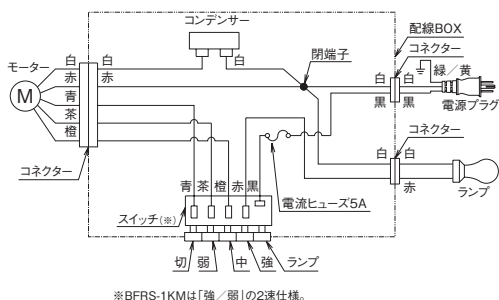 コンデンサー
配線BOX
コネクター
閉端子
白
白
白
モーター
白
赤
赤
緑／黄
白
白
M
青
黒
黒
電源プラグ
茶
コネクター
橙
白
白
コネクター
赤
ランプ
青
茶
橙
赤
黒
電流ヒューズ5A
スイッチ(※)
切
弱
中
強
ランプ
※BFRS-1KMは「強／弱」の2速仕様。